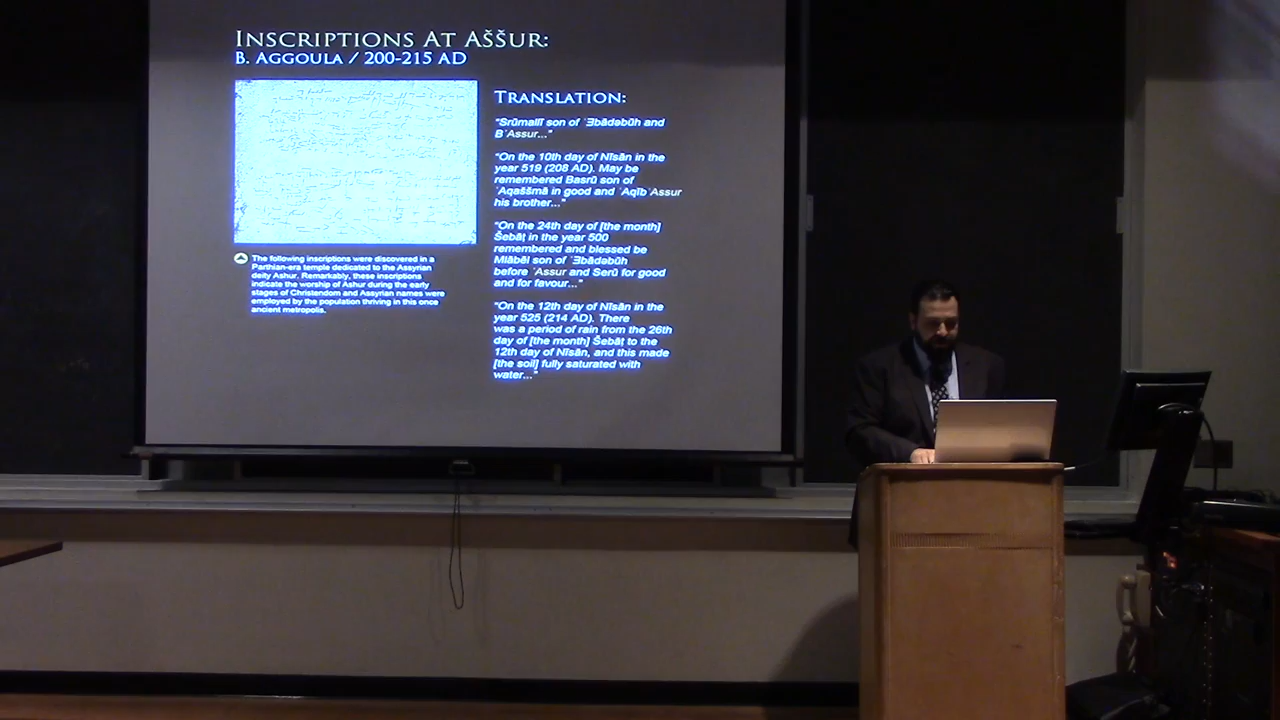 INSCRIPTIONS AT AŠŠUR:
B. AGGOULA / 200-215 AD
TRANSLATION:
"Srūmallī son of ʿƎbādəbūh and
BʾAssur..."
"On the 10th day of Nīsān in the
year 519 (208 AD). May be
remembered Basrū son of
ʿAqaššmā in good and ʿAqībʾAssur
his brother..."
"On the 24th day of [the month]
Šebāṭ in the year 500
remembered and blessed be
Mlābēl son of ʿƎbādəbūh
before ʾAssur and Serū for good
and for favour..."
"On the 12th day of Nīsān in the
year 525 (214 AD). There
was a period of rain from the 26th
day of [the month] Šebāṭ to the
12th day of Nīsān, and this made
[the soil] fully saturated with
water..."
The following inscriptions were discovered in a
Parthian-era temple dedicated to the Assyrian
deity Ashur. Remarkably, these inscriptions
indicate the worship of Ashur during the early
stages of Christendom and Assyrian names were
employed by the population thriving in this once
ancient metropolis.